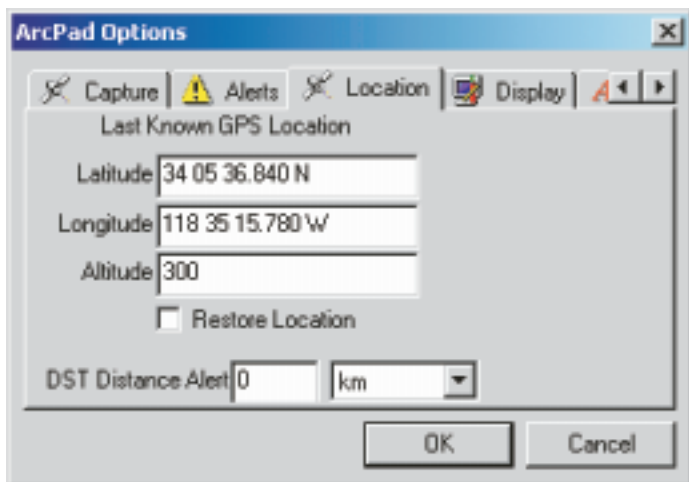 ArcPad Options
Capture Alerts Location Display
Last Known GPS Location
Latitude 34 05 36.840 N
Longitude 118 35 15.780 W
Altitude 300
Restore Location
DST Distance Alert 0 km
OK Cancel